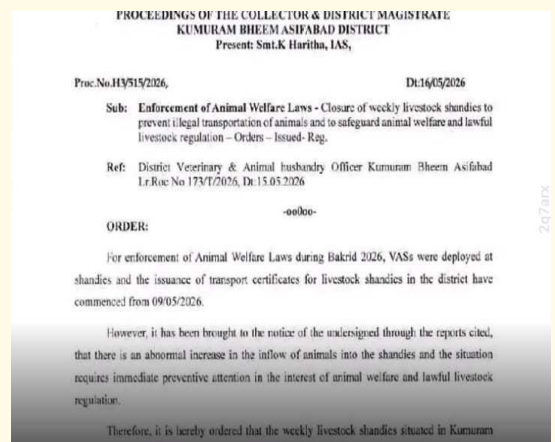 PROCEEDINGS OF THE COLLECTOR & DISTRICT MAGISTRATE
KUMURAM BHEEM ASIFABAD DISTRICT
Present: Smt.K Haritha, IAS,
Proc.No.H3/515/2026, Dt:16/05/2026
Sub: Enforcement of Animal Welfare Laws - Closure of weekly livestock shandies to
prevent illegal transportation of animals and to safeguard animal welfare and lawful
livestock regulation – Orders – Issued- Reg.
Ref: District Veterinary & Animal husbandry Officer Kumuram Bheem Asifabad
Lr.Roc No 173/T/2026, Dt:15.05.2026
-oo0oo-
ORDER:
For enforcement of Animal Welfare Laws during Bakrid 2026, VASs were deployed at
shandies and the issuance of transport certificates for livestock shandies in the district have
commenced from 09/05/2026.
However, it has been brought to the notice of the undersigned through the reports cited,
that there is an abnormal increase in the inflow of animals into the shandies and the situation
requires immediate preventive attention in the interest of animal welfare and lawful livestock
regulation.
Therefore, it is hereby ordered that the weekly livestock shandies situated in Kumuram
2q7arx